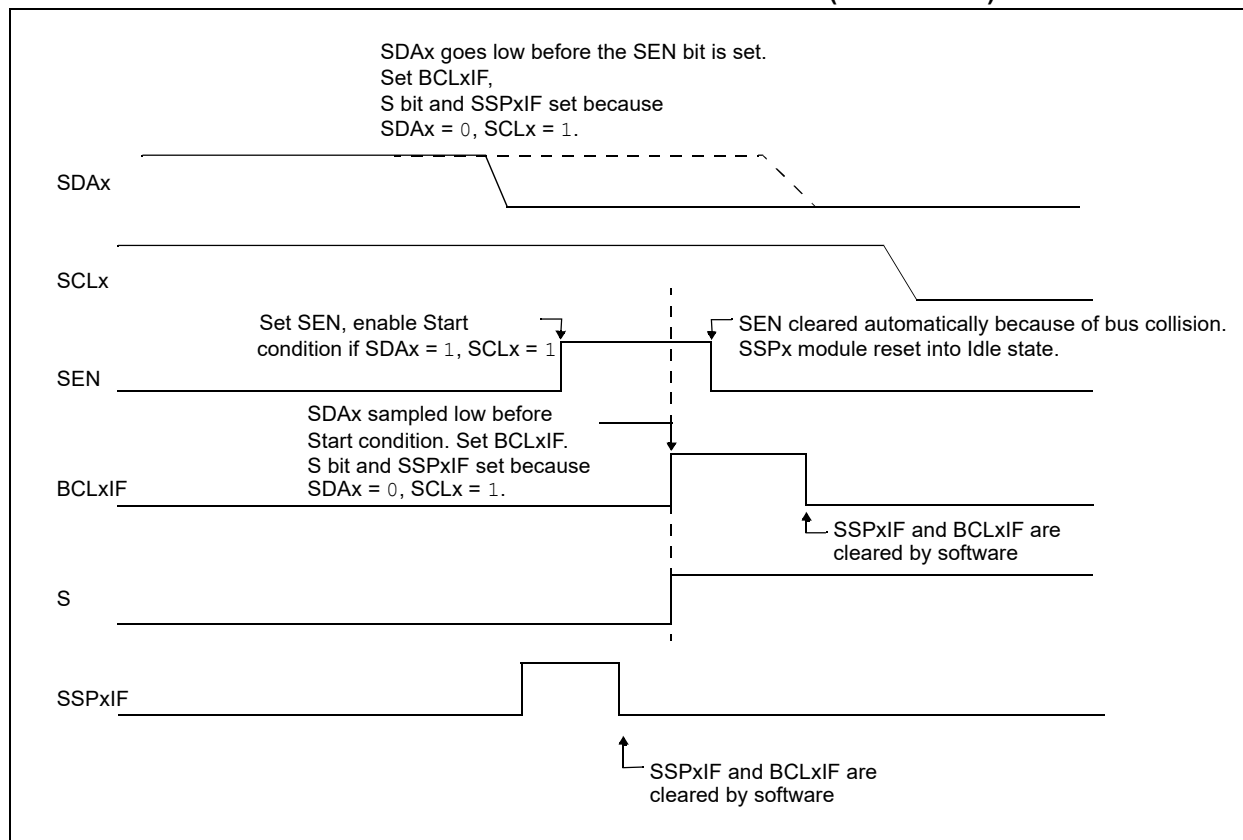 SDAx goes low before the SEN bit is set.
Set BCLxIF,
S bit and SSPxIF set because
SDAx = 0, SCLx = 1.
SDAx
SCLx
Set SEN, enable Start
condition if SDAx = 1, SCLx = 1
SEN cleared automatically because of bus collision.
SSPx module reset into Idle state.
SEN
SDAx sampled low before
Start condition. Set BCLxIF.
S bit and SSPxIF set because
SDAx = 0, SCLx = 1.
BCLxIF
SSPxIF and BCLxIF are
cleared by software
S
SSPxIF
SSPxIF and BCLxIF are
cleared by software